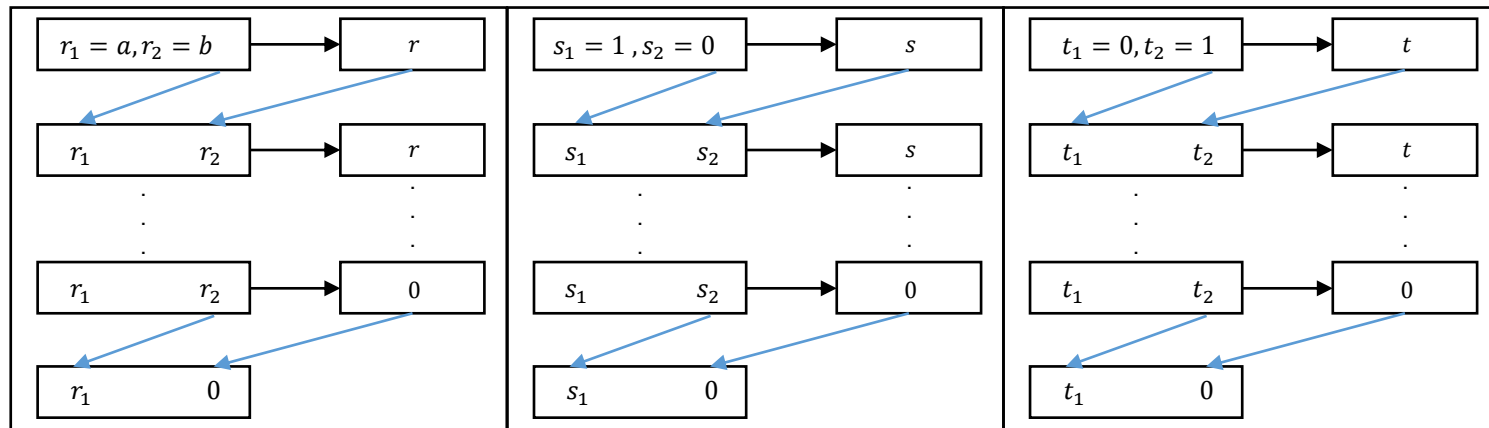 r₁ = a, r₂ = b r s₁ = 1 , s₂ = 0 s t₁ = 0, t₂ = 1 t
r₁ r₂ r s₁ s₂ s t₁ t₂ t
r₁ r₂ 0 s₁ s₂ 0 t₁ t₂ 0
r₁ 0 s₁ 0 t₁ 0